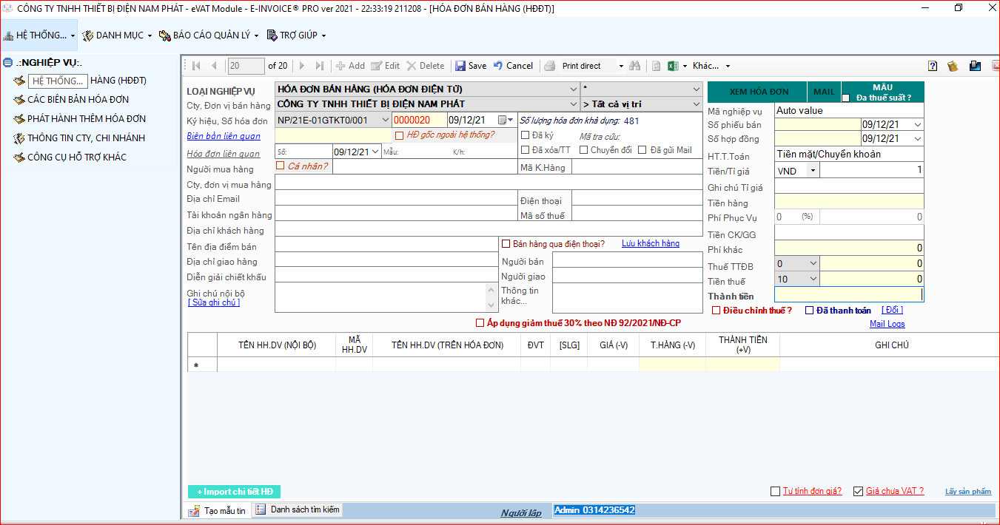 CÔNG TY TNHH THIẾT BỊ ĐIỆN NAM PHÁT - eVAT Module - E-INVOICE® PRO ver 2021 - 22:33:19 211208 - [HÓA ĐƠN BÁN HÀNG (HĐĐT)]
HỆ THỐNG... DANH MỤC BÁO CÁO QUẢN LÝ TRỢ GIÚP
.:NGHIỆP VỤ:.
HỆ THỐNG... HÀNG (HĐĐT)
CÁC BIÊN BẢN HÓA ĐƠN
PHÁT HÀNH THÊM HÓA ĐƠN
THÔNG TIN CTY, CHI NHÁNH
CÔNG CỤ HỖ TRỢ KHÁC
20 of 20 Add Edit Delete Save Cancel Print direct Khác...
LOẠI NGHIỆP VỤ HÓA ĐƠN BÁN HÀNG (HÓA ĐƠN ĐIỆN TỬ) *
Cty, Đơn vị bán hàng CÔNG TY TNHH THIẾT BỊ ĐIỆN NAM PHÁT > Tất cả vị trí
Ký hiệu, Số hóa đơn NP/21E-01GTKT0/001 0000020 09/12/21 Số lượng hóa đơn khả dụng: 481
Biên bản liên quan HĐ gốc ngoài hệ thống? Đã ký Mã tra cứu:
Hóa đơn liên quan Số: 09/12/21 Mẫu: K/h: Đã xóa/TT Chuyển đổi Đã gửi Mail
Người mua hàng Cá nhân? Mã K.Hàng
Cty, đơn vị mua hàng
Địa chỉ Email Điện thoại
Tài khoản ngân hàng Mã số thuế
Địa chỉ khách hàng
Tên địa điểm bán Bán hàng qua điện thoại? Lưu khách hàng
Địa chỉ giao hàng Người bán
Diễn giải chiết khấu Người giao
Ghi chú nội bộ Thông tin
[ Sửa ghi chú ] khác...
XEM HÓA ĐƠN MAIL MẪU
Đa thuế suất ?
Mã nghiệp vụ Auto value
Số phiếu bán 09/12/21
Số hợp đồng 09/12/21
HT.T.Toán Tiền mặt/Chuyển khoản
Tiền/Tỉ giá VND 1
Ghi chú Tỉ giá
Tiền hàng
Phí Phục Vụ 0 (%) 0
Tiền CK/GG
Phí khác 0
Thuế TTĐB 0 0
Tiền thuế 10 0
Thành tiền
Điều chỉnh thuế ? Đã thanh toán [ Đổi ]
Áp dụng giảm thuế 30% theo NĐ 92/2021/NĐ-CP Mail Logs
TÊN HH.DV (NỘI BỘ) MÃ HH.DV TÊN HH.DV (TRÊN HÓA ĐƠN) ĐVT [SLG] GIÁ (-V) T.HÀNG (-V) THÀNH TIỀN (+V) GHI CHÚ
*
+ Import chi tiết HĐ Tự tính đơn giá? Giá chưa VAT ? Lấy sản phẩm
Tạo mẫu tin Danh sách tìm kiếm Người lập Admin 0314236542